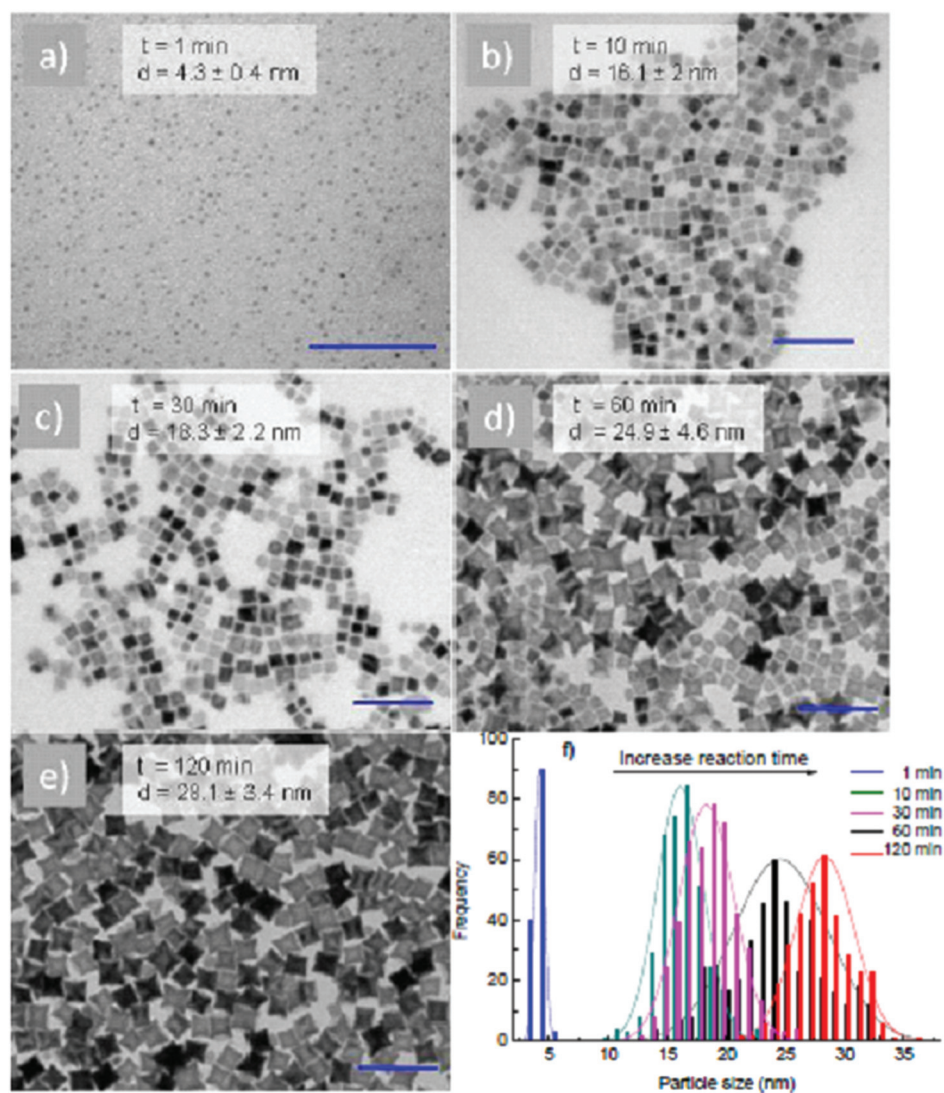 a)
t = 1 min
d = 4.3 ± 0.4 nm
b)
t = 10 min
d = 16.1 ± 2 nm
c)
t = 30 min
d = 18.3 ± 2.2 nm
d)
t = 60 min
d = 24.9 ± 4.6 nm
e)
t = 120 min
d = 28.1 ± 3.4 nm
f)
Increase reaction time
1 min
10 min
30 min
60 min
120 min
100
80
60
40
20
0
Frequency
5
10
15
20
25
30
35
Particle size (nm)